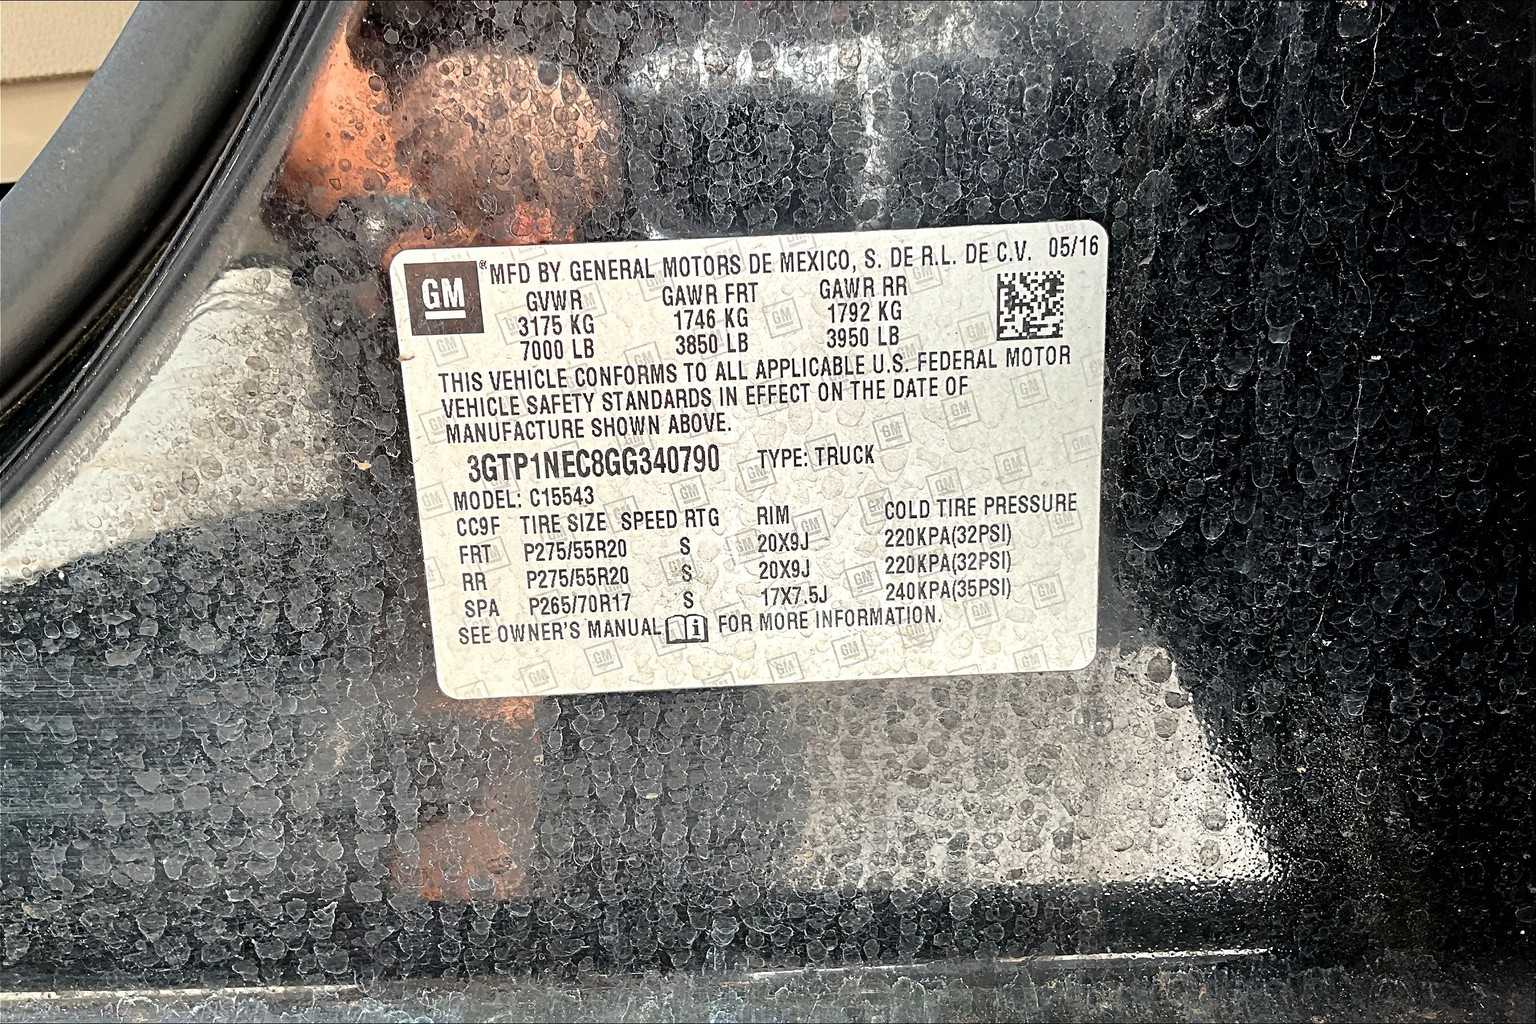 GM ® MFD BY GENERAL MOTORS DE MEXICO, S. DE R.L. DE C.V. 05/16
GVWR GAWR FRT GAWR RR
3175 KG 1746 KG 1792 KG
7000 LB 3850 LB 3950 LB
THIS VEHICLE CONFORMS TO ALL APPLICABLE U.S. FEDERAL MOTOR
VEHICLE SAFETY STANDARDS IN EFFECT ON THE DATE OF
MANUFACTURE SHOWN ABOVE.
3GTP1NEC8GG340790 TYPE: TRUCK
MODEL: C15543
CC9F TIRE SIZE SPEED RTG RIM COLD TIRE PRESSURE
FRT P275/55R20 S 20X9J 220KPA(32PSI)
RR P275/55R20 S 20X9J 220KPA(32PSI)
SPA P265/70R17 S 17X7.5J 240KPA(35PSI)
SEE OWNER'S MANUAL i FOR MORE INFORMATION.